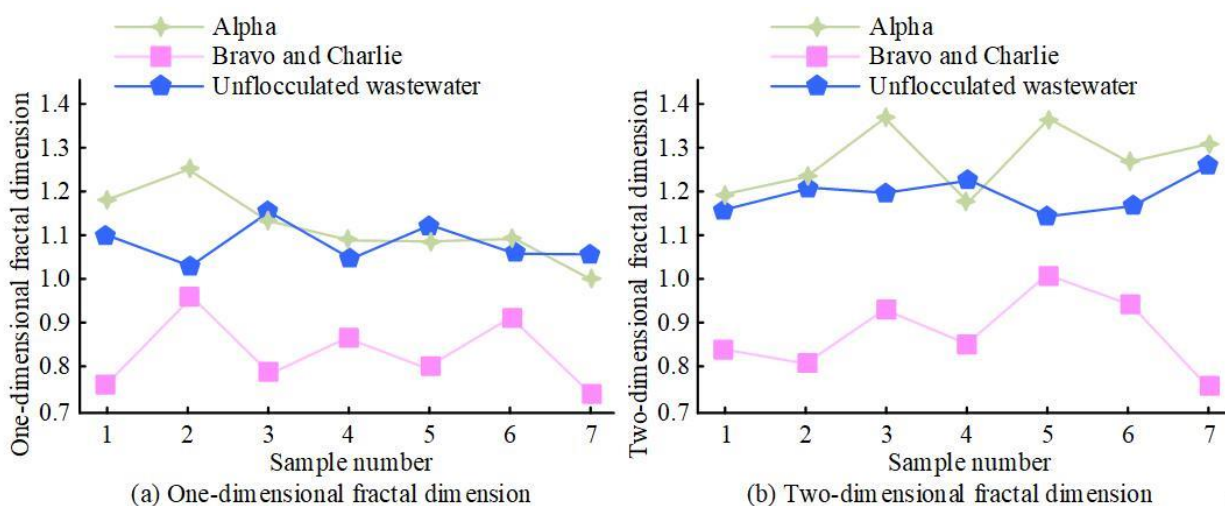 Alpha
Bravo and Charlie
Unflocculated wastewater
One-dimensional fractal dimension
1.4
1.3
1.2
1.1
1.0
0.9
0.8
0.7
1 2 3 4 5 6 7
Sample number
(a) One-dimensional fractal dimension
Alpha
Bravo and Charlie
Unflocculated wastewater
Two-dimensional fractal dimension
1.4
1.3
1.2
1.1
1.0
0.9
0.8
0.7
1 2 3 4 5 6 7
Sample number
(b) Two-dimensional fractal dimension